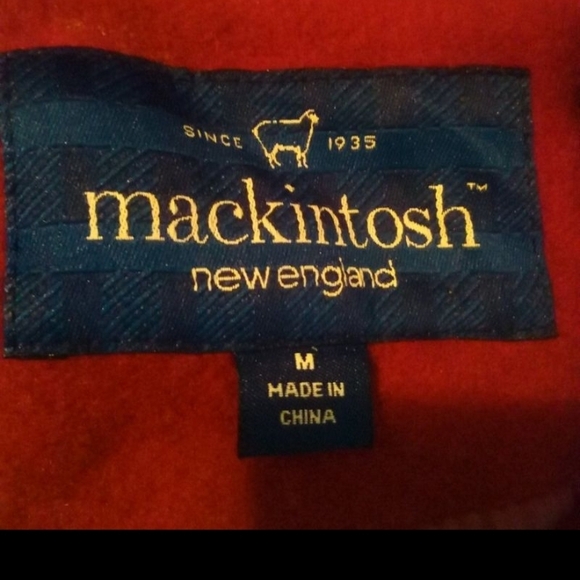 SINCE 1935
mackintosh™
new england
M
MADE IN
CHINA